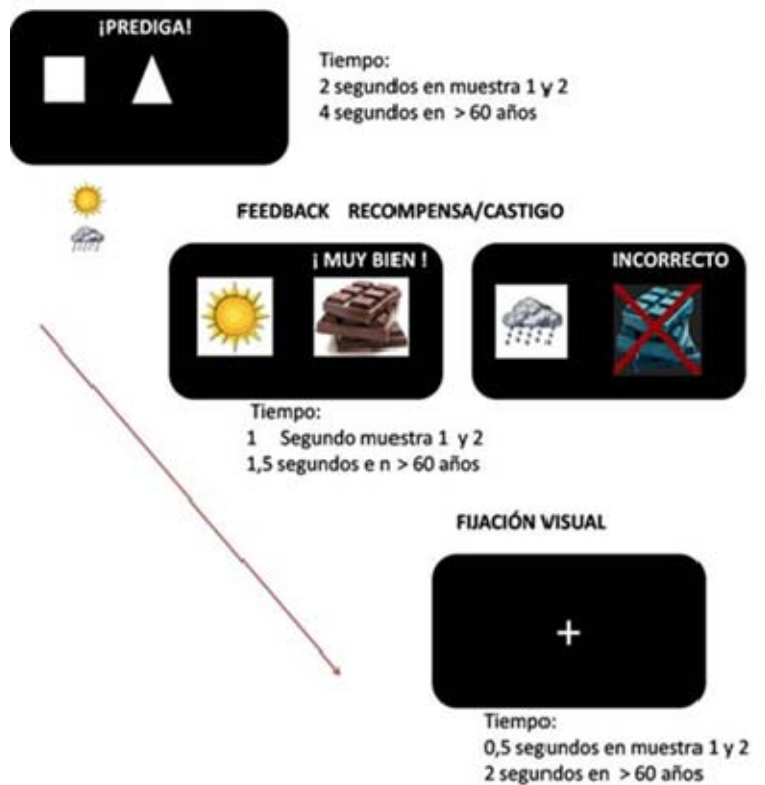 ¡PREDIGA!
Tiempo:
2 segundos en muestra 1 y 2
4 segundos en > 60 años
FEEDBACK RECOMPENSA/CASTIGO
¡ MUY BIEN !
INCORRECTO
Tiempo:
1 Segundo muestra 1 y 2
1,5 segundos e n > 60 años
FIJACIÓN VISUAL
+
Tiempo:
0,5 segundos en muestra 1 y 2
2 segundos en > 60 años